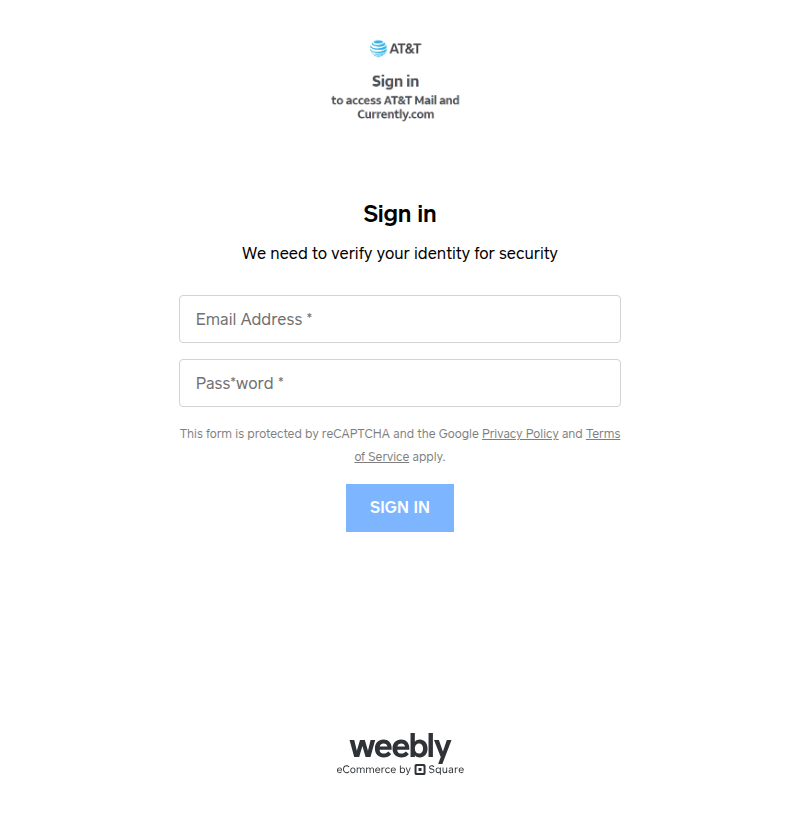 AT&T
Sign in
to access AT&T Mail and
Currently.com
Sign in
We need to verify your identity for security
Email Address *
Pass*word *
This form is protected by reCAPTCHA and the Google Privacy Policy and Terms
of Service apply.
SIGN IN
weebly
eCommerce by Square